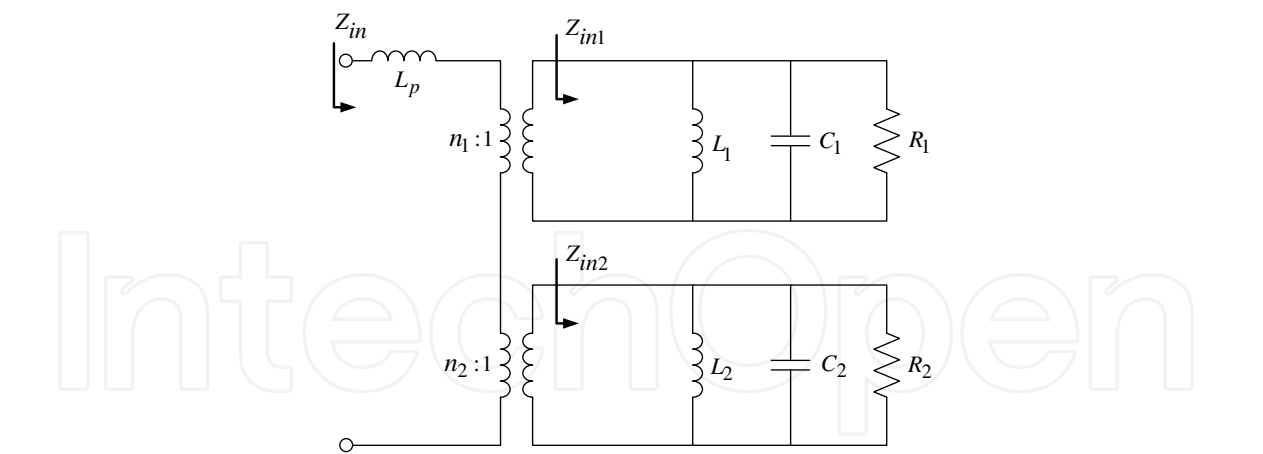 Z_in
L_p
n_1 : 1
Z_in1
L_1
C_1
R_1
Z_in2
n_2 : 1
L_2
C_2
R_2
IntechOpen